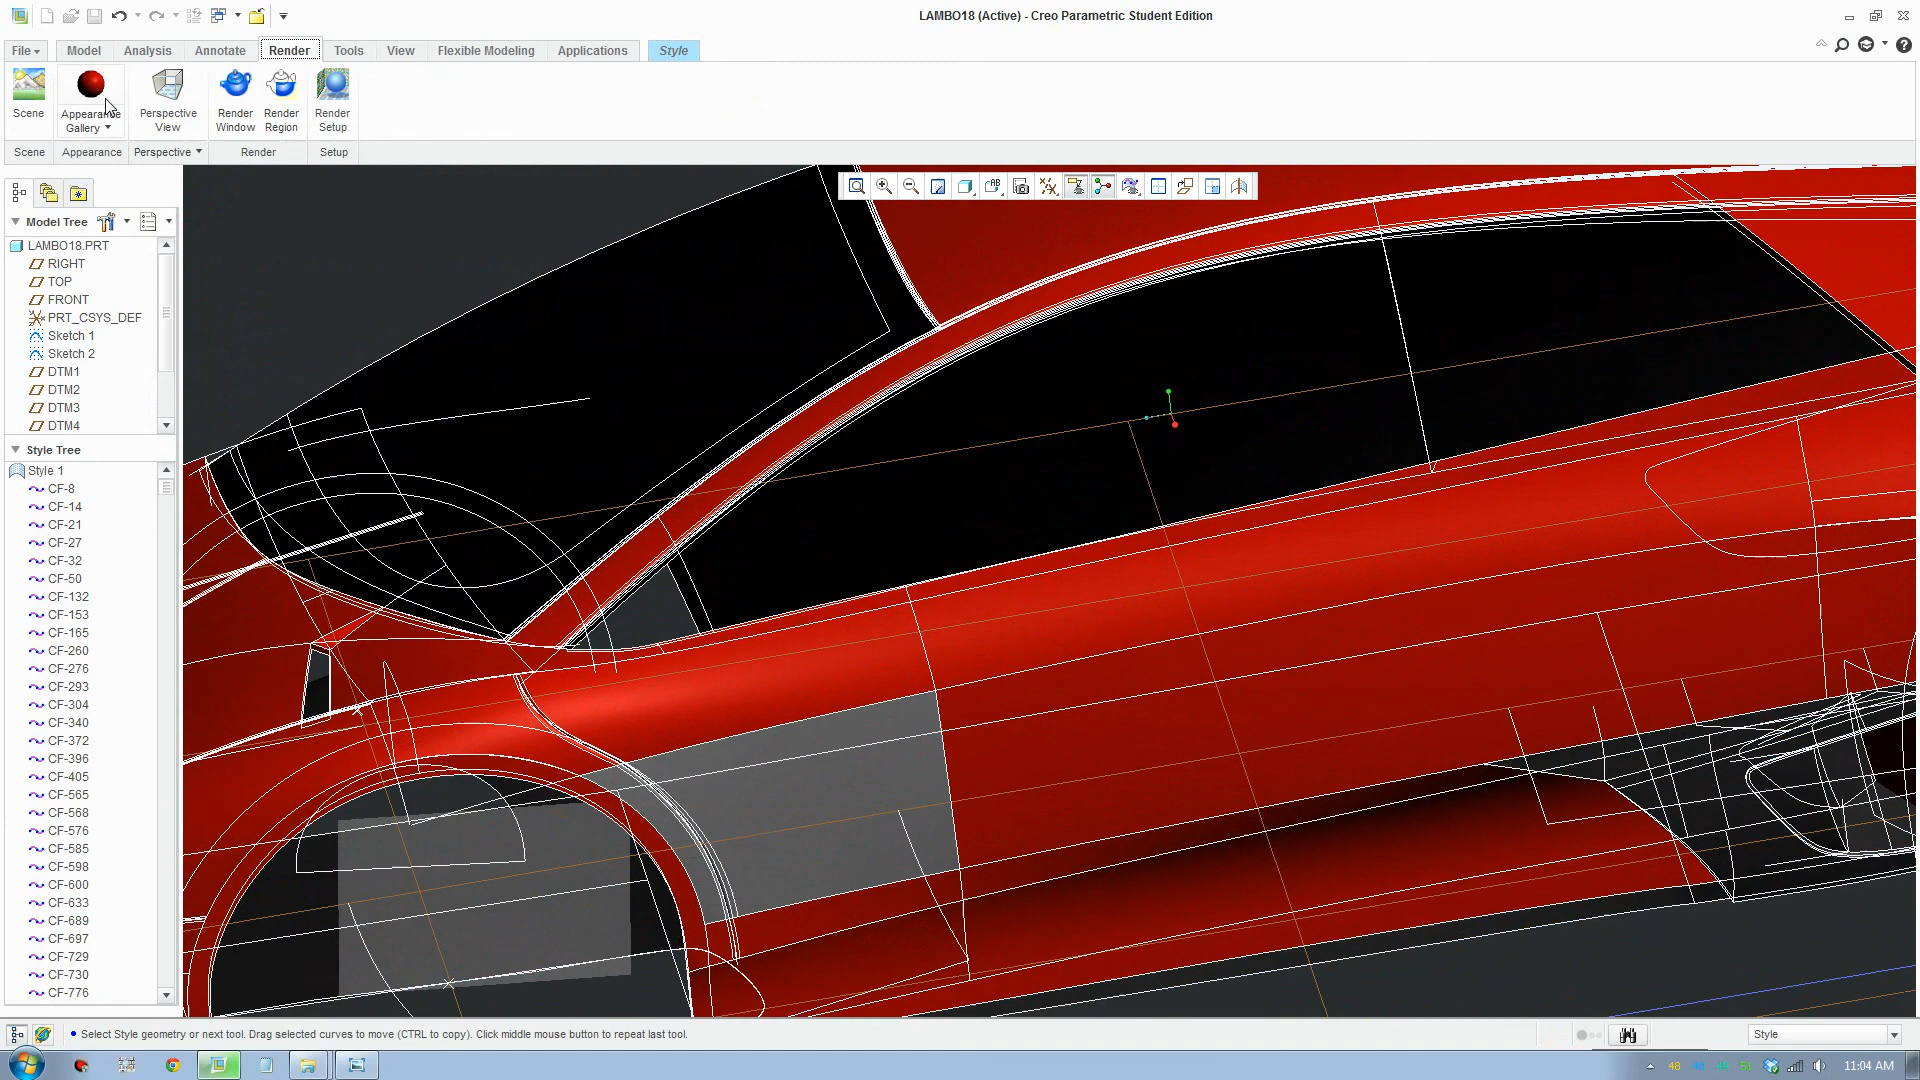 LAMBO18 (Active) - Creo Parametric Student Edition
File Model Analysis Annotate Render Tools View Flexible Modeling Applications Style
Scene
Appearance Gallery
Perspective View
Render Window
Render Region
Render Setup
Scene Appearance Perspective Render Setup
Model Tree
LAMBO18.PRT
RIGHT
TOP
FRONT
PRT_CSYS_DEF
Sketch 1
Sketch 2
DTM1
DTM2
DTM3
DTM4
Style Tree
Style 1
CF-8
CF-14
CF-21
CF-27
CF-32
CF-50
CF-132
CF-153
CF-165
CF-260
CF-276
CF-293
CF-304
CF-340
CF-372
CF-396
CF-405
CF-565
CF-568
CF-576
CF-585
CF-598
CF-600
CF-633
CF-689
CF-697
CF-729
CF-730
CF-776
Select Style geometry or next tool. Drag selected curves to move (CTRL to copy). Click middle mouse button to repeat last tool.
Style
48
11:04 AM